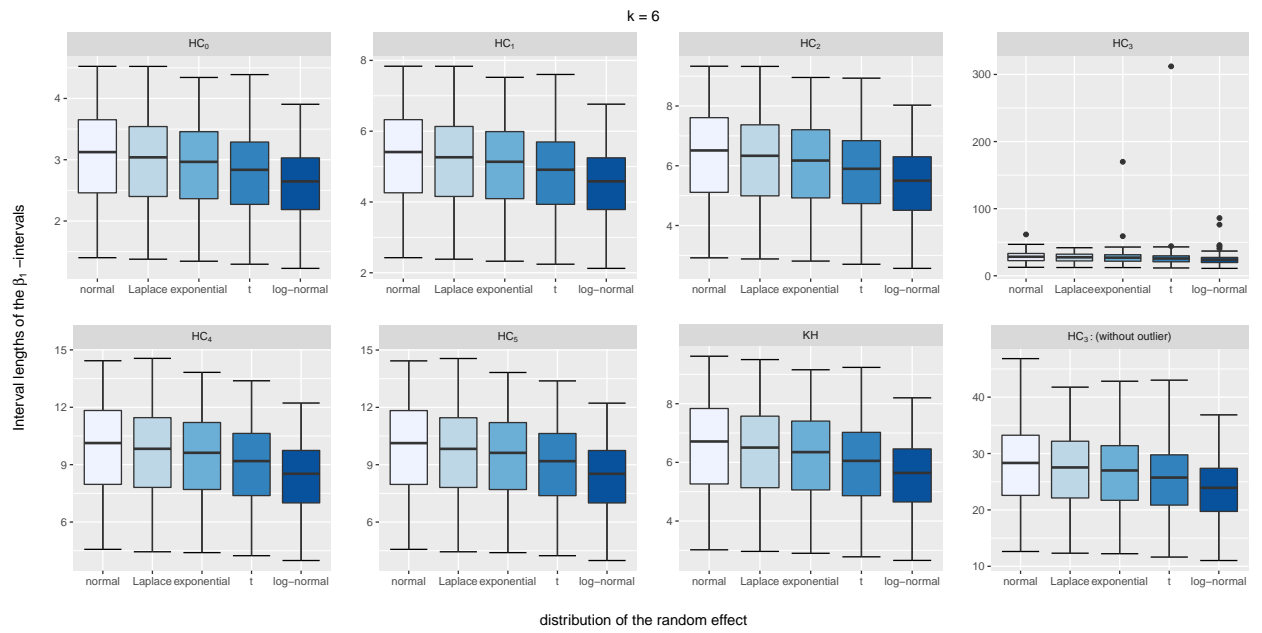 k = 6
Interval lengths of the β₁ −intervals
HC₀
4
3
2
normal Laplace exponential t log−normal
HC₁
8
6
4
2
normal Laplace exponential t log−normal
HC₂
8
6
4
normal Laplace exponential t log−normal
HC₃
300
200
100
0
normal Laplace exponential t log−normal
HC₄
15
12
9
6
normal Laplace exponential t log−normal
HC₅
15
12
9
6
normal Laplace exponential t log−normal
KH
8
6
4
normal Laplace exponential t log−normal
HC₃: (without outlier)
40
30
20
10
normal Laplace exponential t log−normal
distribution of the random effect